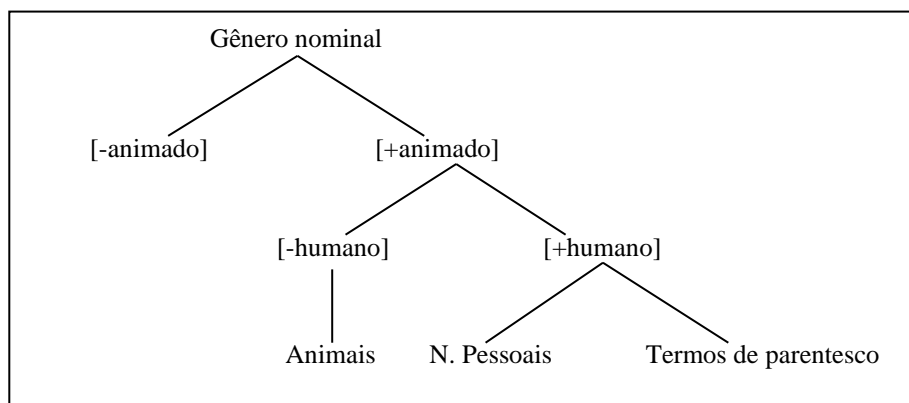 Gênero nominal
[-animado] [+animado]
[-humano] [+humano]
Animais N. Pessoais Termos de parentesco